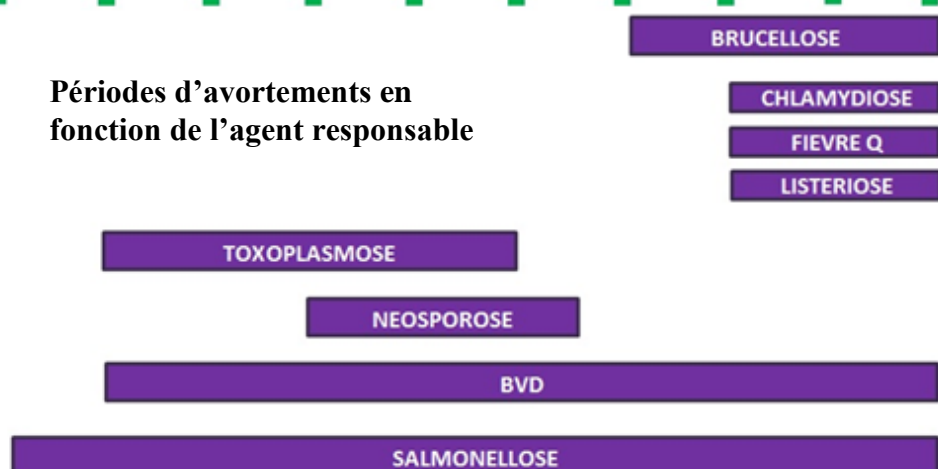 BRUCELLOSE
Périodes d’avortements en
fonction de l’agent responsable
CHLAMYDIOSE
FIEVRE Q
LISTERIOSE
TOXOPLASMOSE
NEOSPOROSE
BVD
SALMONELLOSE